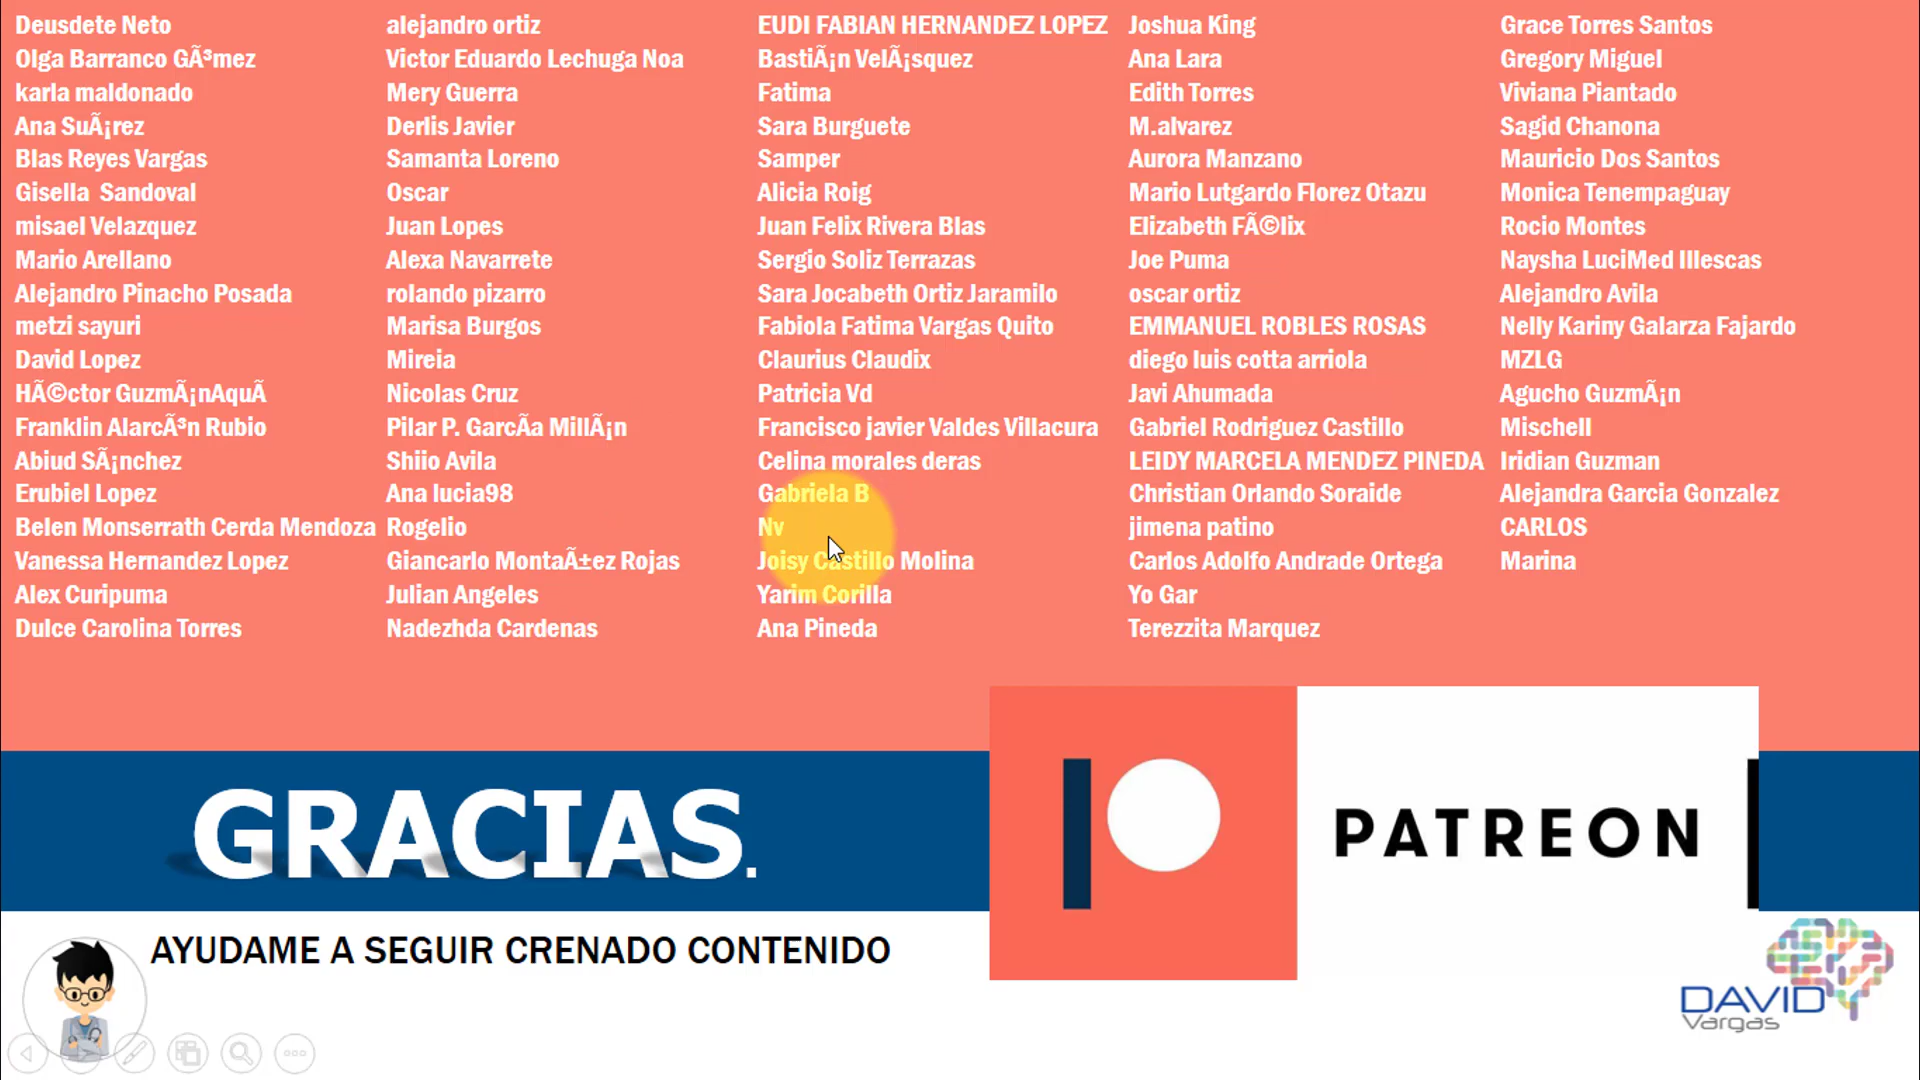 Deusdete Neto
Olga Barranco GÃ³mez
karla maldonado
Ana SuÃ¡rez
Blas Reyes Vargas
Gisella  Sandoval
misael Velazquez
Mario Arellano
Alejandro Pinacho Posada
metzi sayuri
David Lopez
HÃ©ctor GuzmÃ¡nAquÃ
Franklin AlarcÃ³n Rubio
Abiud SÃ¡nchez
Erubiel Lopez
Belen Monserrath Cerda Mendoza
Vanessa Hernandez Lopez
Alex Curipuma
Dulce Carolina Torres
alejandro ortiz
Victor Eduardo Lechuga Noa
Mery Guerra
Derlis Javier
Samanta Loreno
Oscar
Juan Lopes
Alexa Navarrete
rolando pizarro
Marisa Burgos
Mireia
Nicolas Cruz
Pilar P. GarcÃa MillÃ¡n
Shiio Avila
Ana lucia98
Rogelio
Giancarlo MontaÃ±ez Rojas
Julian Angeles
Nadezhda Cardenas
EUDI FABIAN HERNANDEZ LOPEZ
BastiÃ¡n VelÃ¡squez
Fatima
Sara Burguete
Samper
Alicia Roig
Juan Felix Rivera Blas
Sergio Soliz Terrazas
Sara Jocabeth Ortiz Jaramilo
Fabiola Fatima Vargas Quito
Claurius Claudix
Patricia Vd
Francisco javier Valdes Villacura
Celina morales deras
Gabriela B
Nv
Joisy Castillo Molina
Yarim Corilla
Ana Pineda
Joshua King
Ana Lara
Edith Torres
M.alvarez
Aurora Manzano
Mario Lutgardo Florez Otazu
Elizabeth FÃ©lix
Joe Puma
oscar ortiz
EMMANUEL ROBLES ROSAS
diego luis cotta arriola
Javi Ahumada
Gabriel Rodriguez Castillo
LEIDY MARCELA MENDEZ PINEDA
Christian Orlando Soraide
jimena patino
Carlos Adolfo Andrade Ortega
Yo Gar
Terezzita Marquez
Grace Torres Santos
Gregory Miguel
Viviana Piantado
Sagid Chanona
Mauricio Dos Santos
Monica Tenempaguay
Rocio Montes
Naysha LuciMed Illescas
Alejandro Avila
Nelly Kariny Galarza Fajardo
MZLG
Agucho GuzmÃ¡n
Mischell
Iridian Guzman
Alejandra Garcia Gonzalez
CARLOS
Marina
GRACIAS.
PATREON
AYUDAME A SEGUIR CRENADO CONTENIDO
DAVID
Vargas